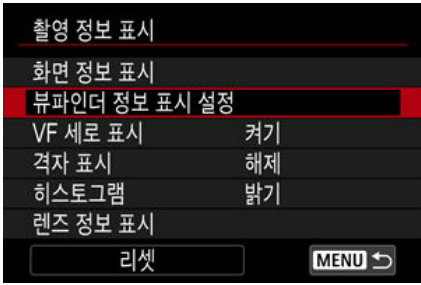 촬영 정보 표시
화면 정보 표시
뷰파인더 정보 표시 설정
VF 세로 표시 켜기
격자 표시 해제
히스토그램 밝기
렌즈 정보 표시
리셋 MENU